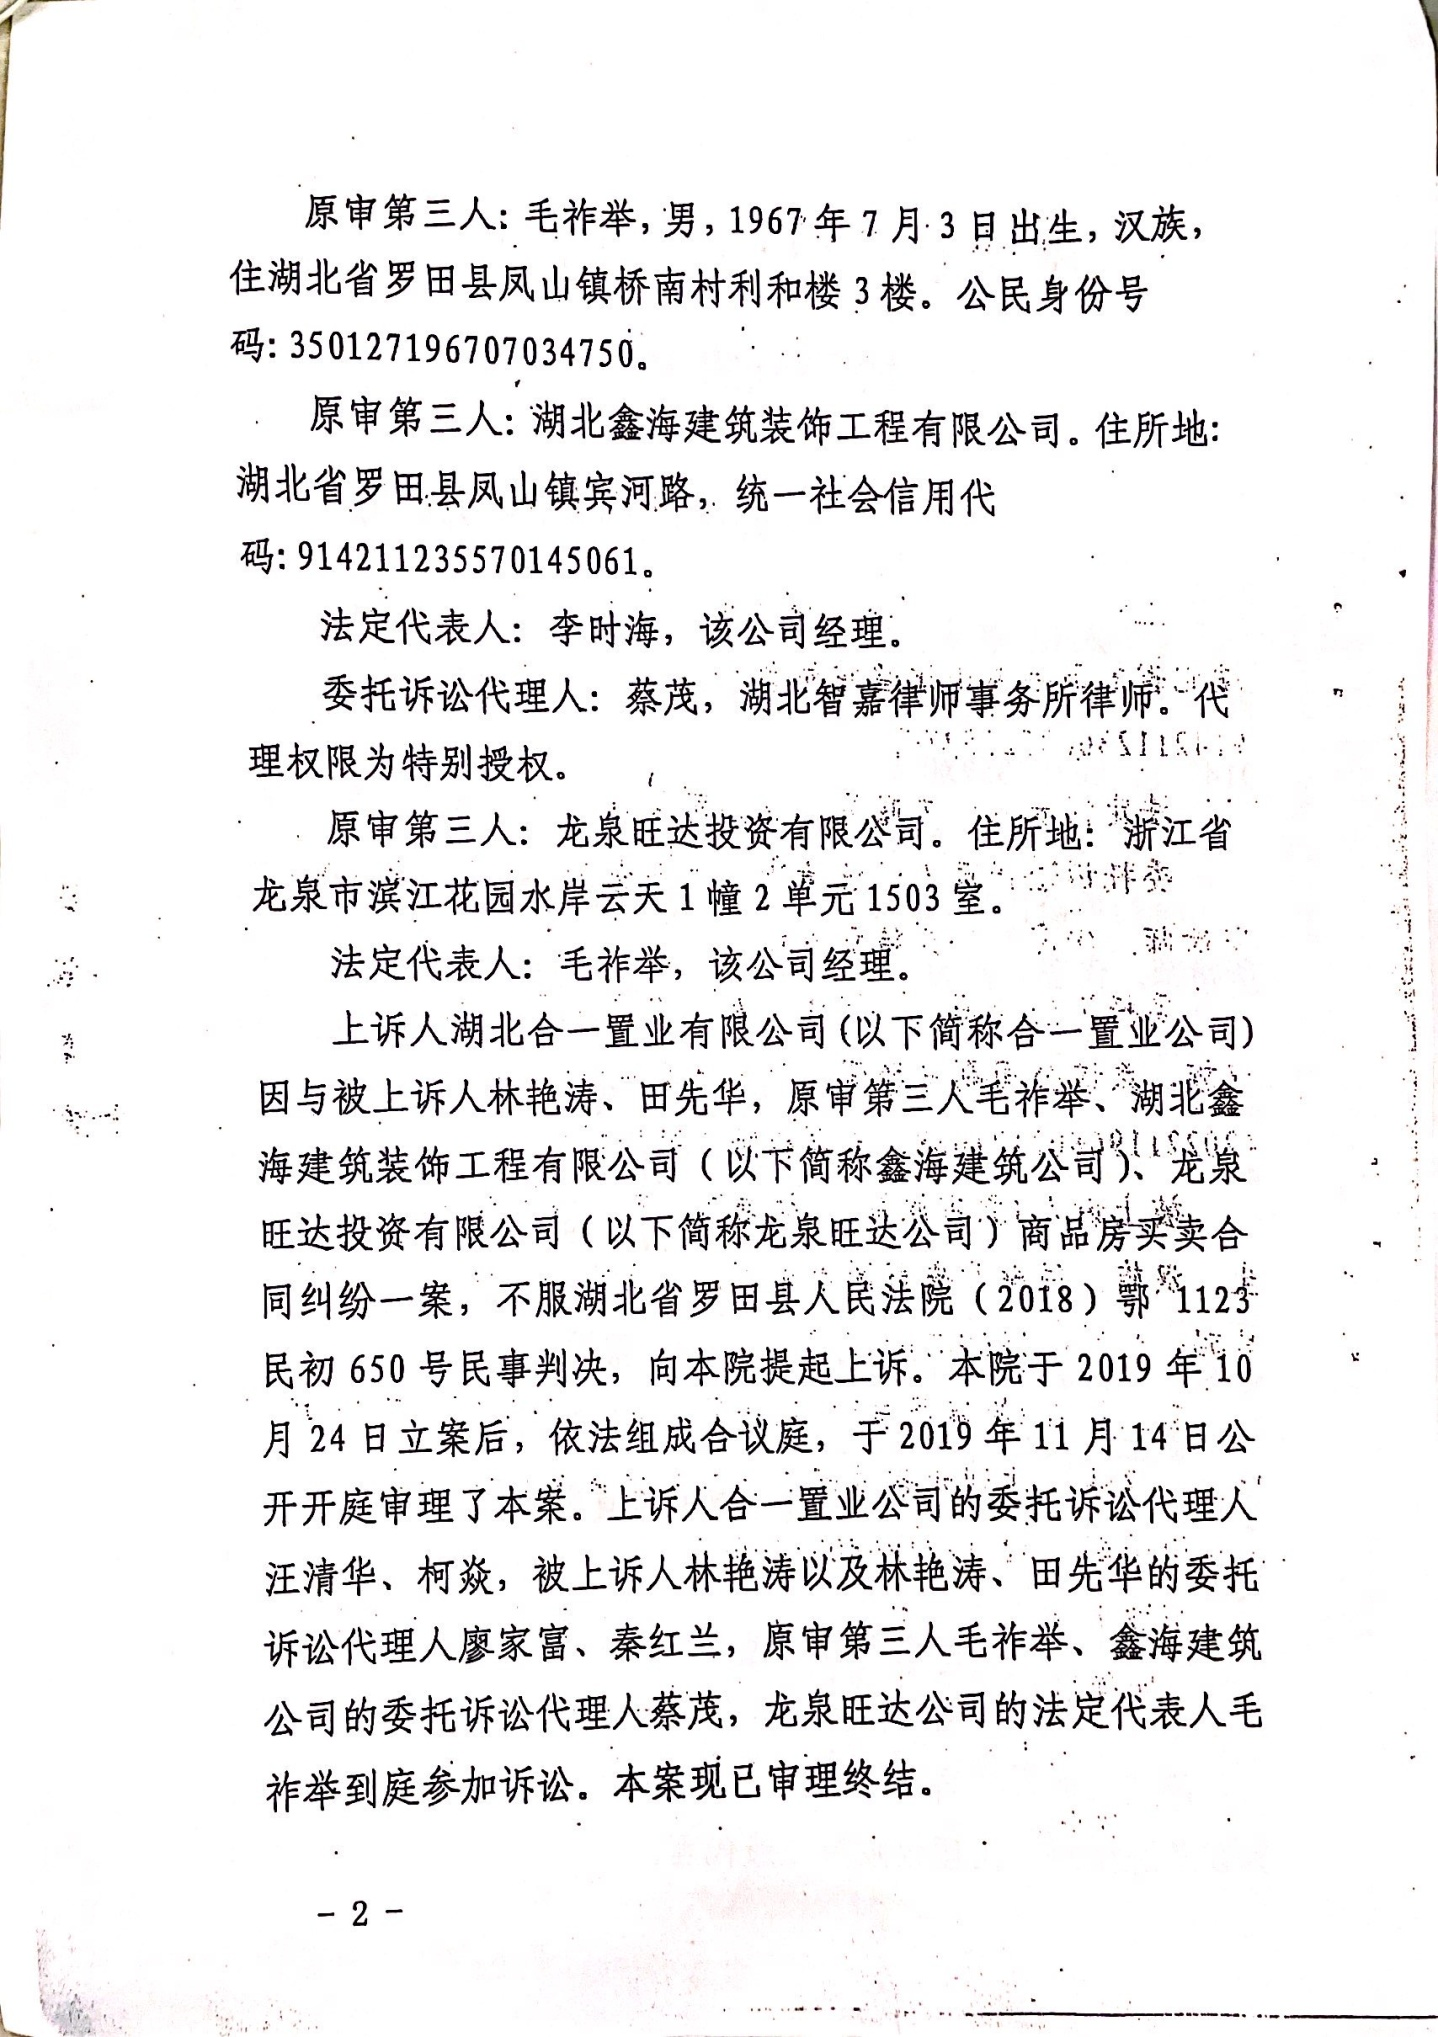 原审第三人：毛祚举，男，1967年7月3日出生，汉族，
住湖北省罗田县凤山镇桥南村利和楼3楼。公民身份号
码：350127196707034750。
原审第三人：湖北鑫海建筑装饰工程有限公司。住所地：
湖北省罗田县凤山镇宾河路，统一社会信用代
码：914211235570145061。
法定代表人：李时海，该公司经理。
委托诉讼代理人：蔡茂，湖北智嘉律师事务所律师。代
理权限为特别授权。
原审第三人：龙泉旺达投资有限公司。住所地：浙江省
龙泉市滨江花园水岸云天1幢2单元1503室。
法定代表人：毛祚举，该公司经理。
上诉人湖北合一置业有限公司（以下简称合一置业公司）
因与被上诉人林艳涛、田先华，原审第三人毛祚举、湖北鑫
海建筑装饰工程有限公司（以下简称鑫海建筑公司）、龙泉
旺达投资有限公司（以下简称龙泉旺达公司）商品房买卖合
同纠纷一案，不服湖北省罗田县人民法院（2018）鄂 1123
民初 650 号民事判决，向本院提起上诉。本院于 2019 年 10
月 24 日立案后，依法组成合议庭，于 2019 年 11 月 14 日公
开开庭审理了本案。上诉人合一置业公司的委托诉讼代理人
汪清华、柯焱，被上诉人林艳涛以及林艳涛、田先华的委托
诉讼代理人廖家富、秦红兰，原审第三人毛祚举、鑫海建筑
公司的委托诉讼代理人蔡茂，龙泉旺达公司的法定代表人毛
祚举到庭参加诉讼。本案现已审理终结。
- 2 -